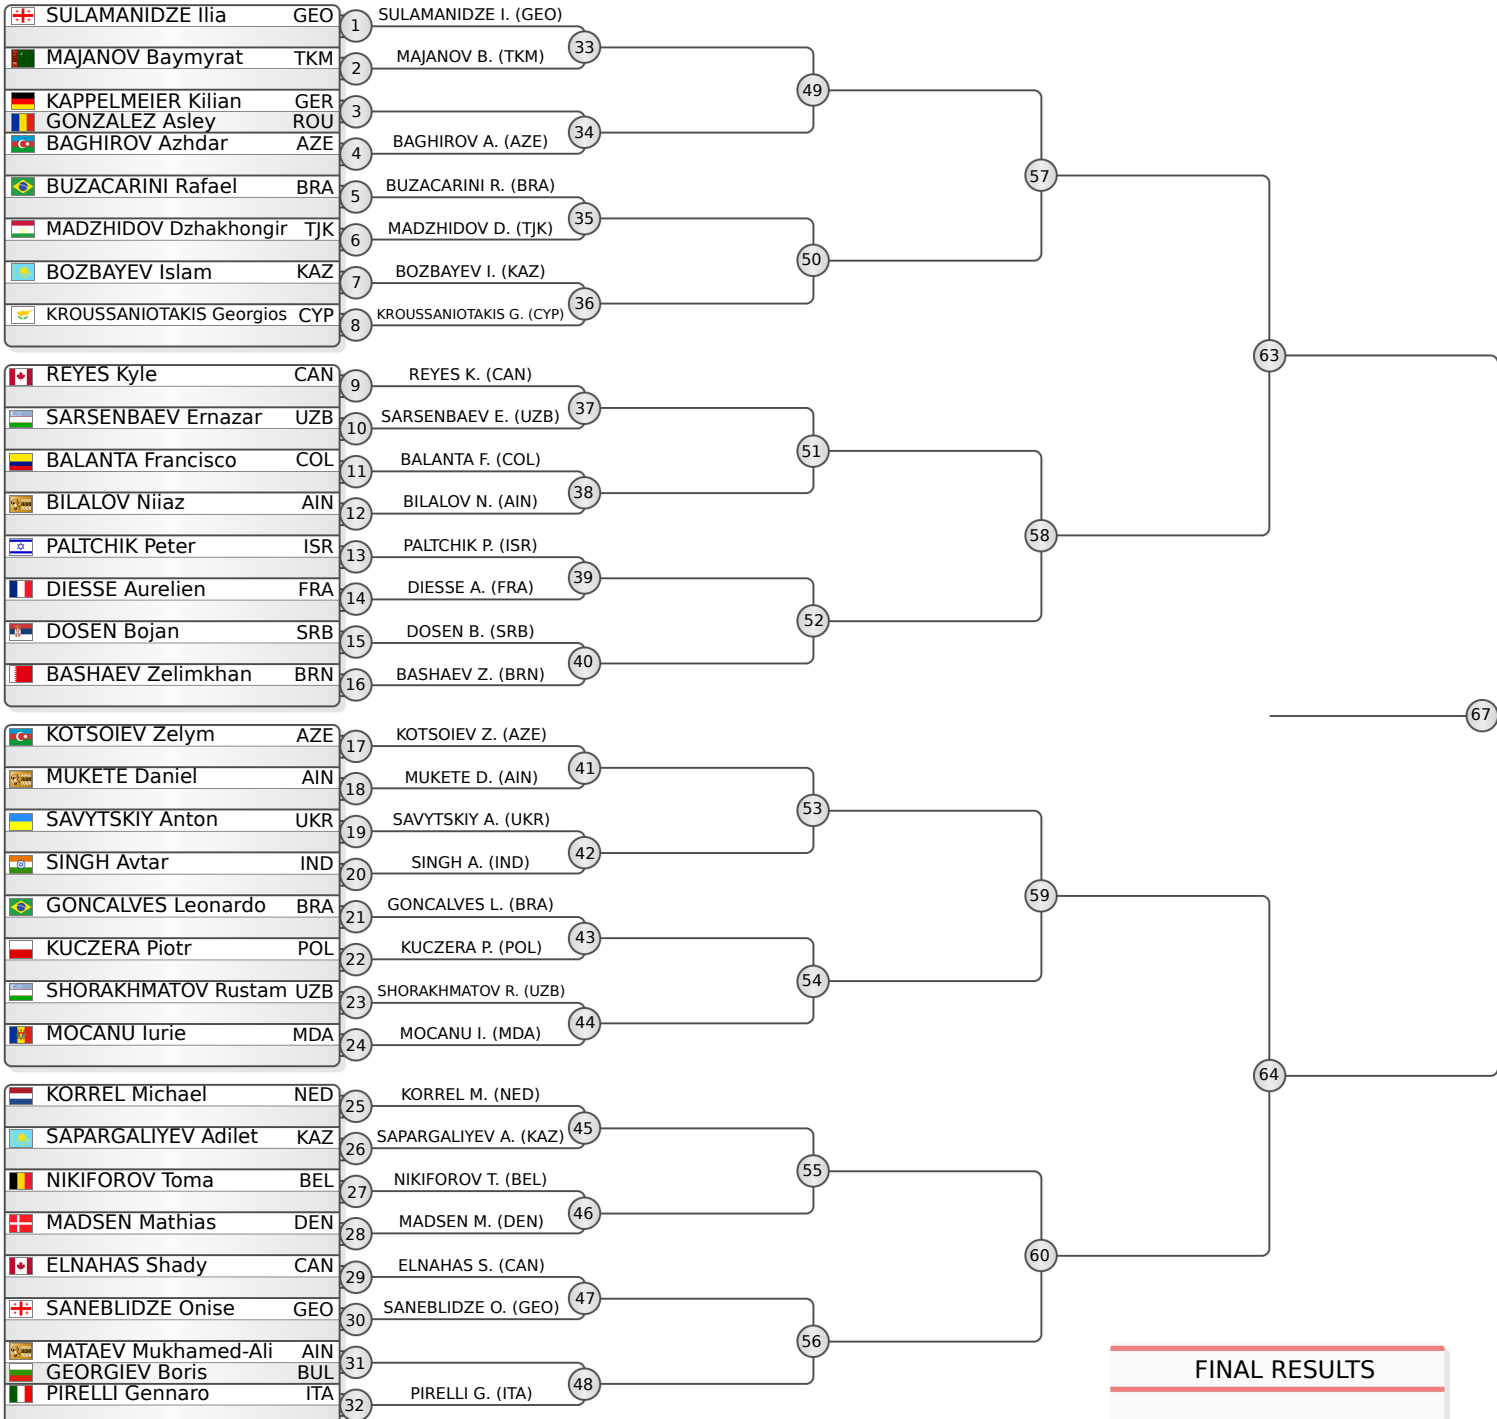 SULAMANIDZE Ilia GEO
1
SULAMANIDZE I. (GEO)
33
MAJANOV Baymyrat TKM
2
MAJANOV B. (TKM)
49
KAPPELMEIER Kilian GER
3
GONZALEZ Asley ROU
34
BAGHIROV Azhdar AZE
4
BAGHIROV A. (AZE)
57
BUZACARINI Rafael BRA
5
BUZACARINI R. (BRA)
35
MADZHIDOV Dzhakhongir TJK
6
MADZHIDOV D. (TJK)
50
BOZBAYEV Islam KAZ
7
BOZBAYEV I. (KAZ)
36
KROUSSANIOTAKIS Georgios CYP
8
KROUSSANIOTAKIS G. (CYP)
63
REYES Kyle CAN
9
REYES K. (CAN)
37
SARSENBAEV Ernazar UZB
10
SARSENBAEV E. (UZB)
51
BALANTA Francisco COL
11
BALANTA F. (COL)
38
BILALOV Niiaz AIN
12
BILALOV N. (AIN)
58
PALTCHIK Peter ISR
13
PALTCHIK P. (ISR)
39
DIESSE Aurelien FRA
14
DIESSE A. (FRA)
52
DOSEN Bojan SRB
15
DOSEN B. (SRB)
40
BASHAEV Zelimkhan BRN
16
BASHAEV Z. (BRN)
67
KOTSOIEV Zelym AZE
17
KOTSOIEV Z. (AZE)
41
MUKETE Daniel AIN
18
MUKETE D. (AIN)
53
SAVYTSKIY Anton UKR
19
SAVYTSKIY A. (UKR)
42
SINGH Avtar IND
20
SINGH A. (IND)
59
GONCALVES Leonardo BRA
21
GONCALVES L. (BRA)
43
KUCZERA Piotr POL
22
KUCZERA P. (POL)
54
SHORAKHMATOV Rustam UZB
23
SHORAKHMATOV R. (UZB)
44
MOCANU Iurie MDA
24
MOCANU I. (MDA)
64
KORREL Michael NED
25
KORREL M. (NED)
45
SAPARGALIYEV Adilet KAZ
26
SAPARGALIYEV A. (KAZ)
55
NIKIFOROV Toma BEL
27
NIKIFOROV T. (BEL)
46
MADSEN Mathias DEN
28
MADSEN M. (DEN)
60
ELNAHAS Shady CAN
29
ELNAHAS S. (CAN)
47
SANEBLIDZE Onise GEO
30
SANEBLIDZE O. (GEO)
56
MATAEV Mukhamed-Ali AIN
31
GEORGIEV Boris BUL
48
PIRELLI Gennaro ITA
32
PIRELLI G. (ITA)
FINAL RESULTS